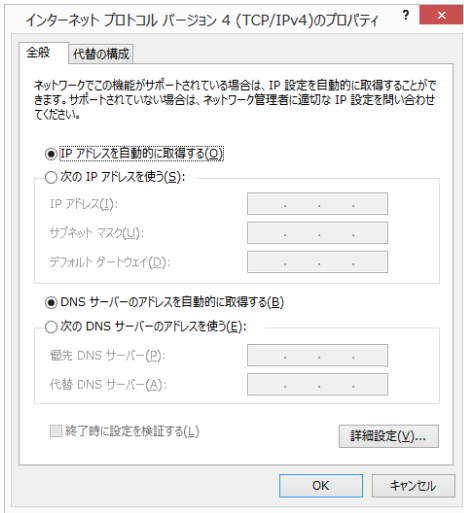 インターネット プロトコル バージョン 4 (TCP/IPv4)のプロパティ
? ×
全般 代替の構成
ネットワークでこの機能がサポートされている場合は、IP 設定を自動的に取得することがで
きます。サポートされていない場合は、ネットワーク管理者に適切な IP 設定を問い合わせ
てください。
IP アドレスを自動的に取得する(O)
次の IP アドレスを使う(S):
IP アドレス(I):
サブネット マスク(U):
デフォルト ゲートウェイ(D):
DNS サーバーのアドレスを自動的に取得する(B)
次の DNS サーバーのアドレスを使う(E):
優先 DNS サーバー(P):
代替 DNS サーバー(A):
終了時に設定を検証する(L)
詳細設定(V)...
OK キャンセル